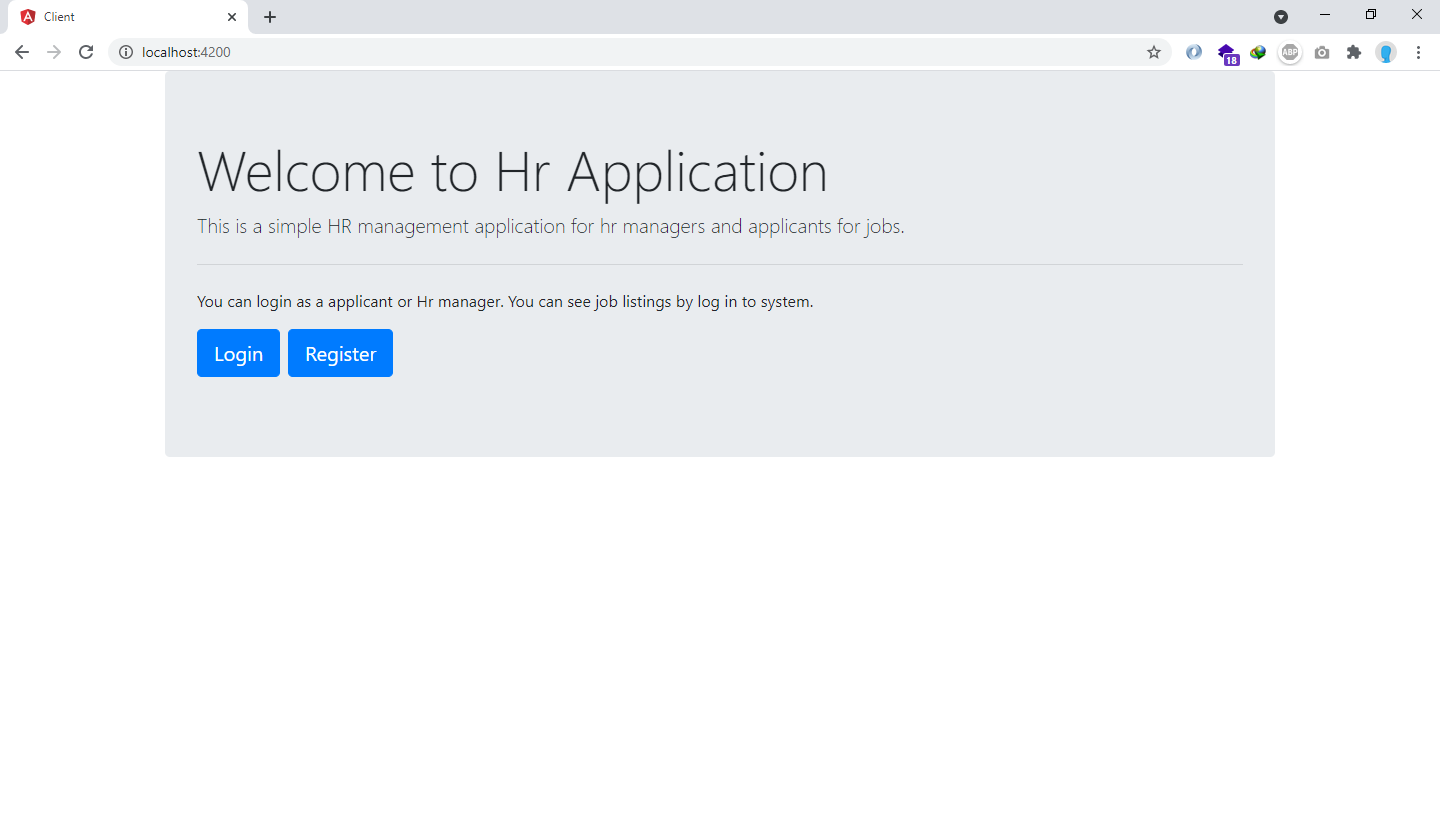 Client
localhost:4200
18
ABP
Welcome to Hr Application
This is a simple HR management application for hr managers and applicants for jobs.
You can login as a applicant or Hr manager. You can see job listings by log in to system.
Login Register